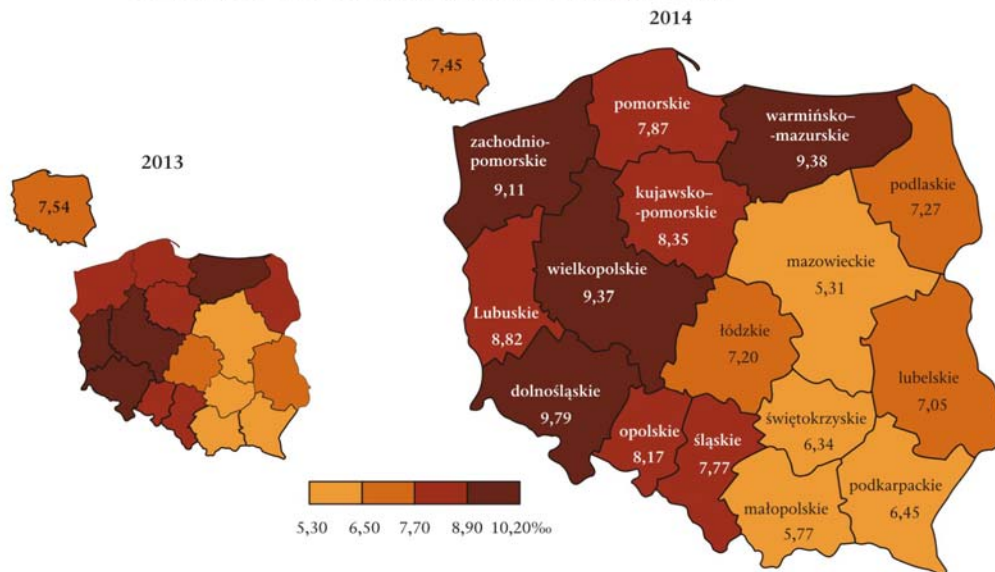 2014
7,45
pomorskie
7,87
warmińsko–
-mazurskie
9,38
zachodnio-
pomorskie
9,11
podlaskie
7,27
kujawsko–
-pomorskie
8,35
2013
7,54
mazowieckie
5,31
wielkopolskie
9,37
Lubuskie
8,82
łódzkie
7,20
lubelskie
7,05
dolnośląskie
9,79
świętokrzyskie
6,34
opolskie
8,17
śląskie
7,77
podkarpackie
6,45
małopolskie
5,77
5,30 6,50 7,70 8,90 10,20‰